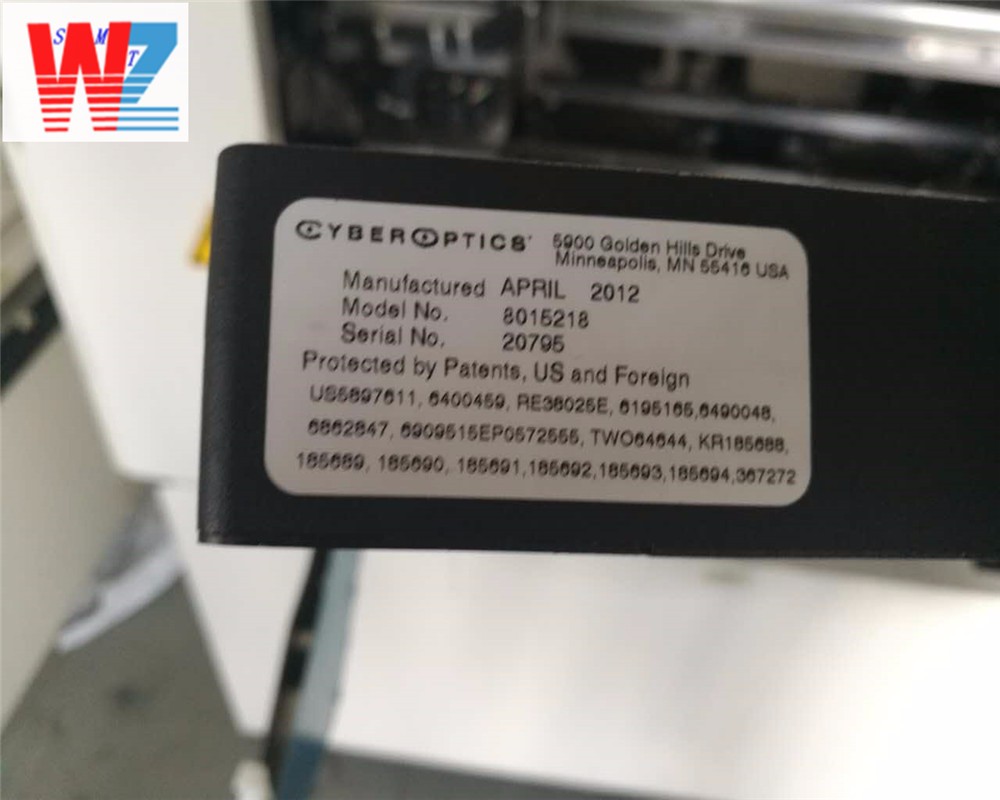 SMT
WZ
CYBEROPTICS
5900 Golden Hills Drive
Minneapolis, MN 55416 USA
Manufactured APRIL 2012
Model No. 8015218
Serial No. 20795
Protected by Patents, US and Foreign
US5897611, 6400459, RE38025E, 6195165,6490048,
6862847, 6909515EP0572555, TWO64644, KR185688,
185689, 185690, 185691,185692,185693,185694,367272